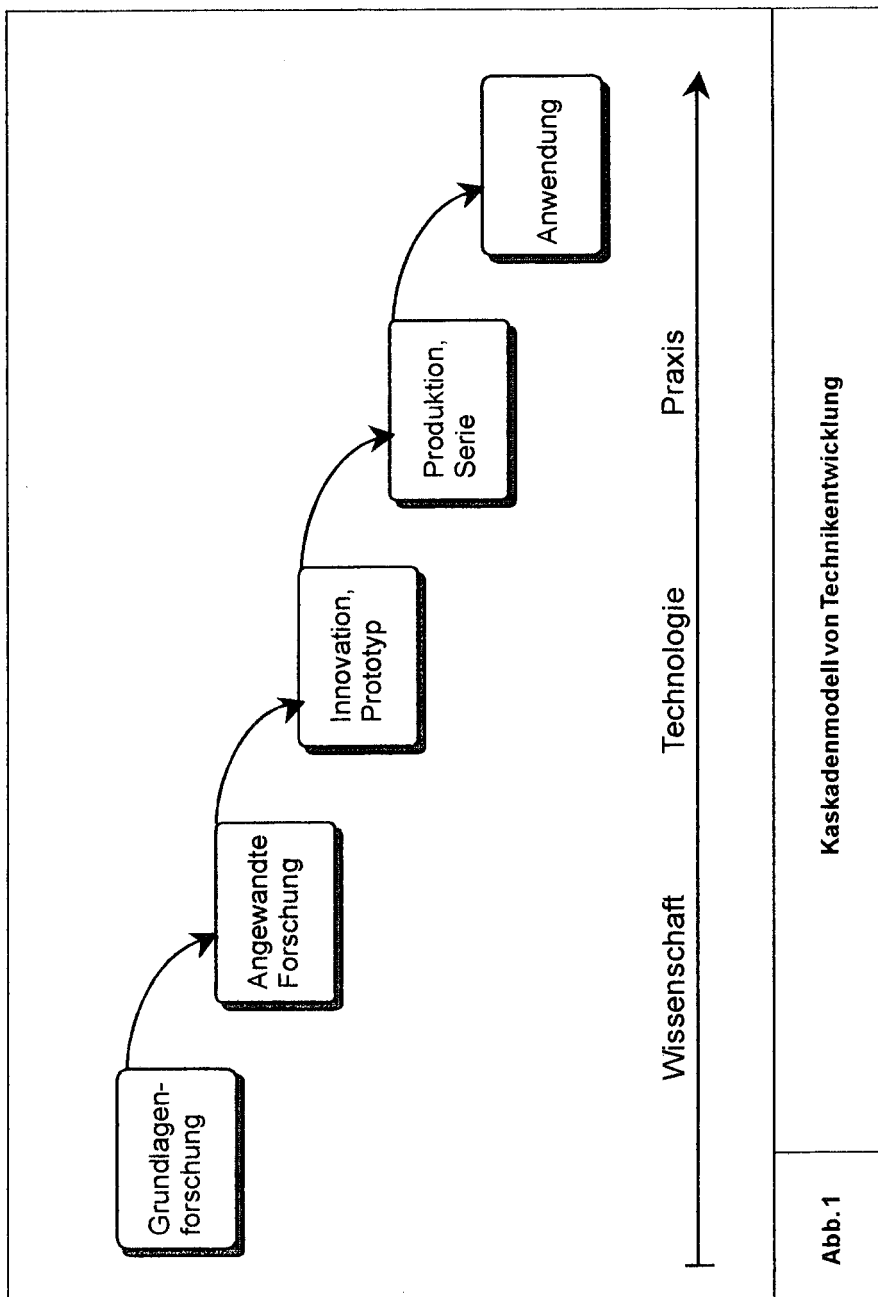 Grundlagen-
forschung
Angewandte
Forschung
Innovation,
Prototyp
Produktion,
Serie
Anwendung
Wissenschaft Technologie Praxis
Abb.1 Kaskadenmodell von Technikentwicklung